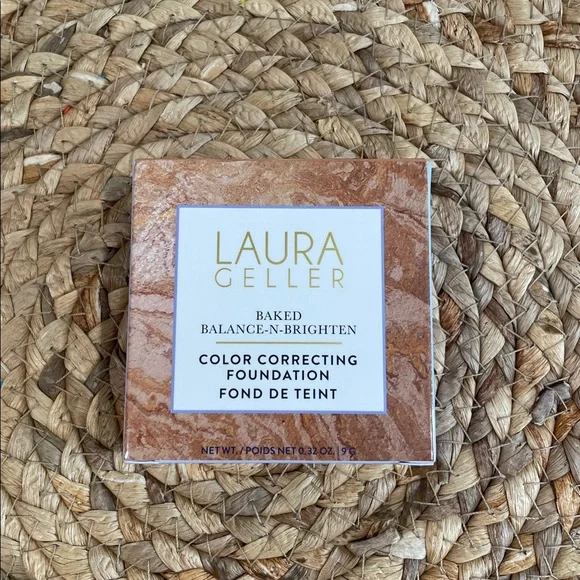 LAURA
GELLER
BAKED
BALANCE-N-BRIGHTEN
COLOR CORRECTING
FOUNDATION
FOND DE TEINT
NET WT. / POIDS NET 0.32 OZ. | 9 G